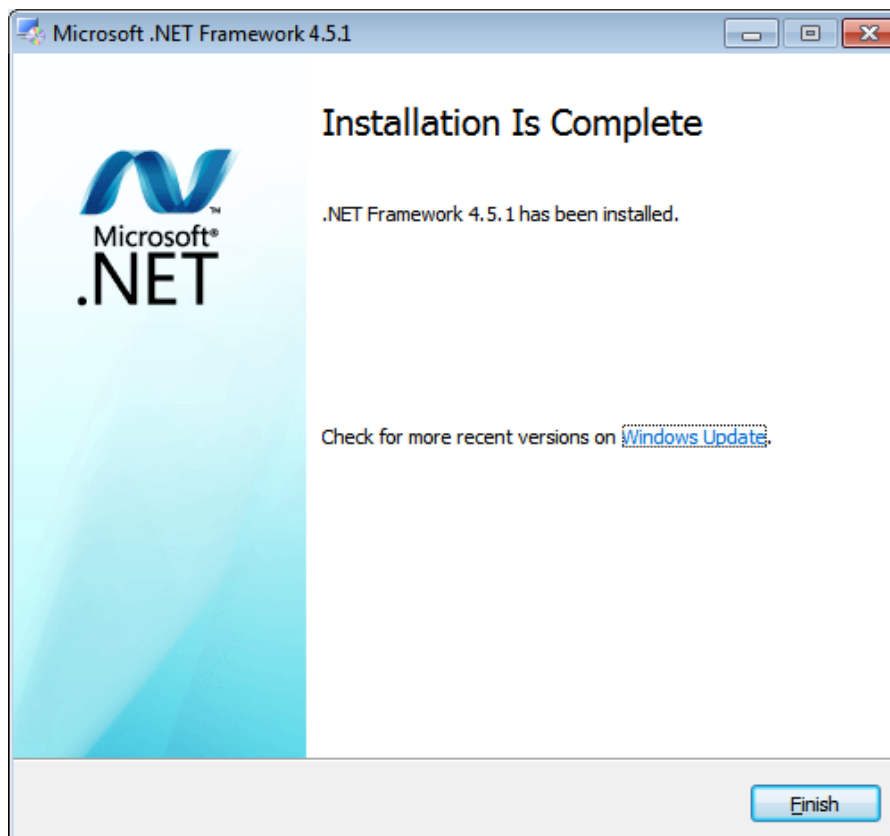 Microsoft .NET Framework 4.5.1
Installation Is Complete
.NET Framework 4.5.1 has been installed.
Microsoft®
.NET
™
Check for more recent versions on Windows Update.
Finish